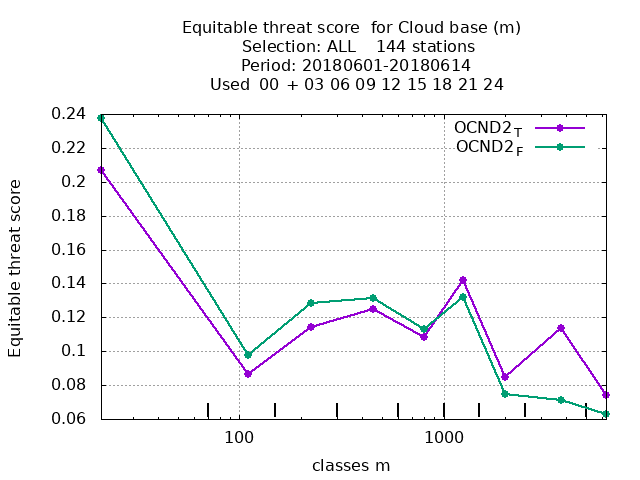 Equitable threat score  for Cloud base (m)
Selection: ALL    144 stations
Period: 20180601-20180614
Used  00 + 03 06 09 12 15 18 21 24
OCND2_T
OCND2_F
0.24
0.22
0.2
0.18
0.16
0.14
0.12
0.1
0.08
0.06
Equitable threat score
100 1000
classes m